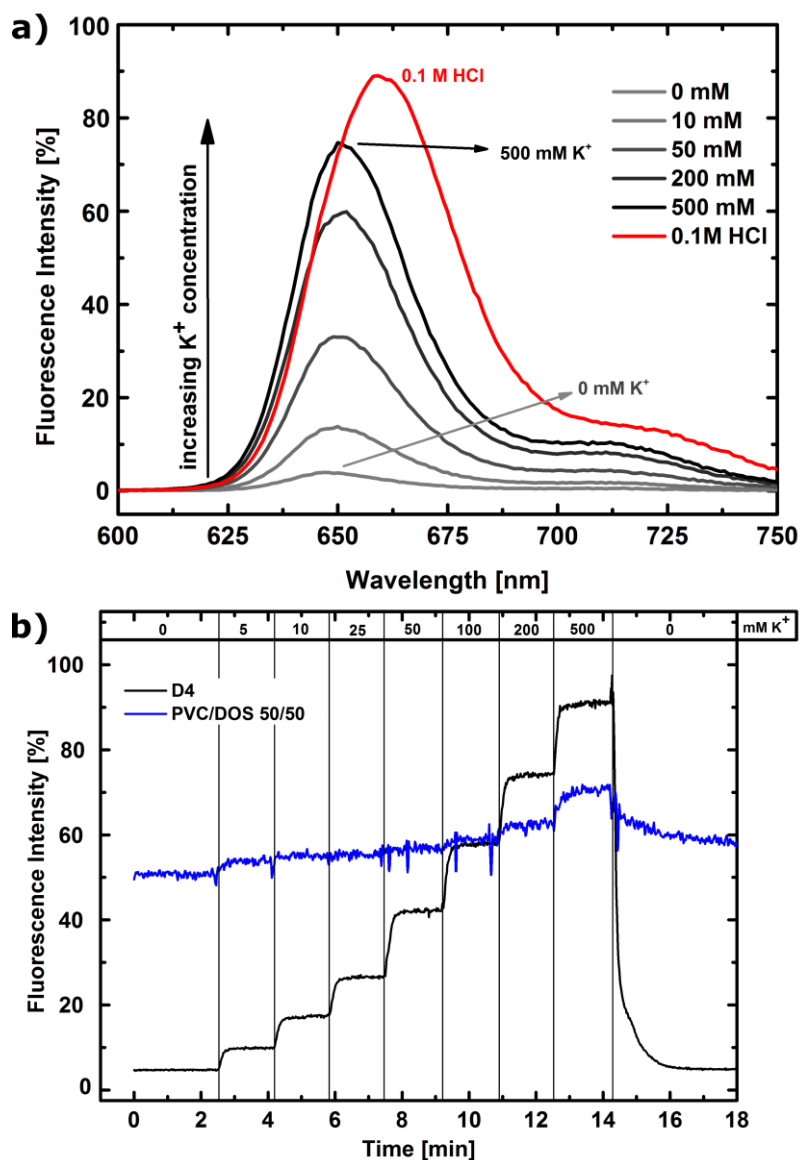 a)
100
80
60
40
20
0
Fluorescence Intensity [%]
increasing K⁺ concentration
0.1 M HCl
500 mM K⁺
0 mM K⁺
0 mM
10 mM
50 mM
200 mM
500 mM
0.1M HCl
600 625 650 675 700 725 750
Wavelength [nm]
b)
0 5 10 25 50 100 200 500 0 mM K⁺
D4
PVC/DOS 50/50
100
80
60
40
20
0
Fluorescence Intensity [%]
0 2 4 6 8 10 12 14 16 18
Time [min]